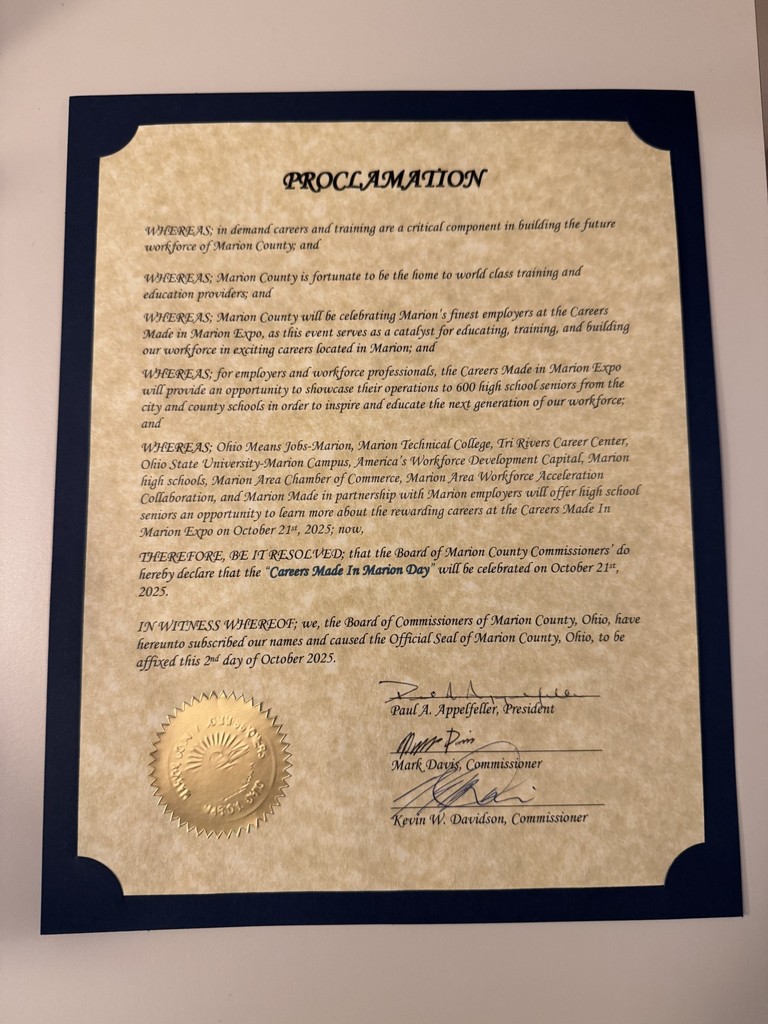 PROCLAMATION
WHEREAS; in demand careers and training are a critical component in building the future
workforce of Marion County; and
WHEREAS; Marion County is fortunate to be the home to world class training and
education providers; and
WHEREAS; Marion County will be celebrating Marion's finest employers at the Careers
Made in Marion Expo, as this event serves as a catalyst for educating, training, and building
our workforce in exciting careers located in Marion; and
WHEREAS; for employers and workforce professionals, the Careers Made in Marion Expo
will provide an opportunity to showcase their operations to 600 high school seniors from the
city and county schools in order to inspire and educate the next generation of our workforce;
and
WHEREAS; Ohio Means Jobs-Marion, Marion Technical College, Tri Rivers Career Center,
Ohio State University-Marion Campus, America's Workforce Development Capital, Marion
high schools, Marion Area Chamber of Commerce, Marion Area Workforce Acceleration
Collaboration, and Marion Made in partnership with Marion employers will offer high school
seniors an opportunity to learn more about the rewarding careers at the Careers Made In
Marion Expo on October 21st, 2025; now,
THEREFORE, BE IT RESOLVED; that the Board of Marion County Commissioners' do
hereby declare that the "Careers Made In Marion Day" will be celebrated on October 21st,
2025.
IN WITNESS WHEREOF; we, the Board of Commissioners of Marion County, Ohio, have
hereunto subscribed our names and caused the Official Seal of Marion County, Ohio, to be
affixed this 2nd day of October 2025.
Paul A. Appelfeller, President
Mark Davis, Commissioner
Kevin W. Davidson, Commissioner